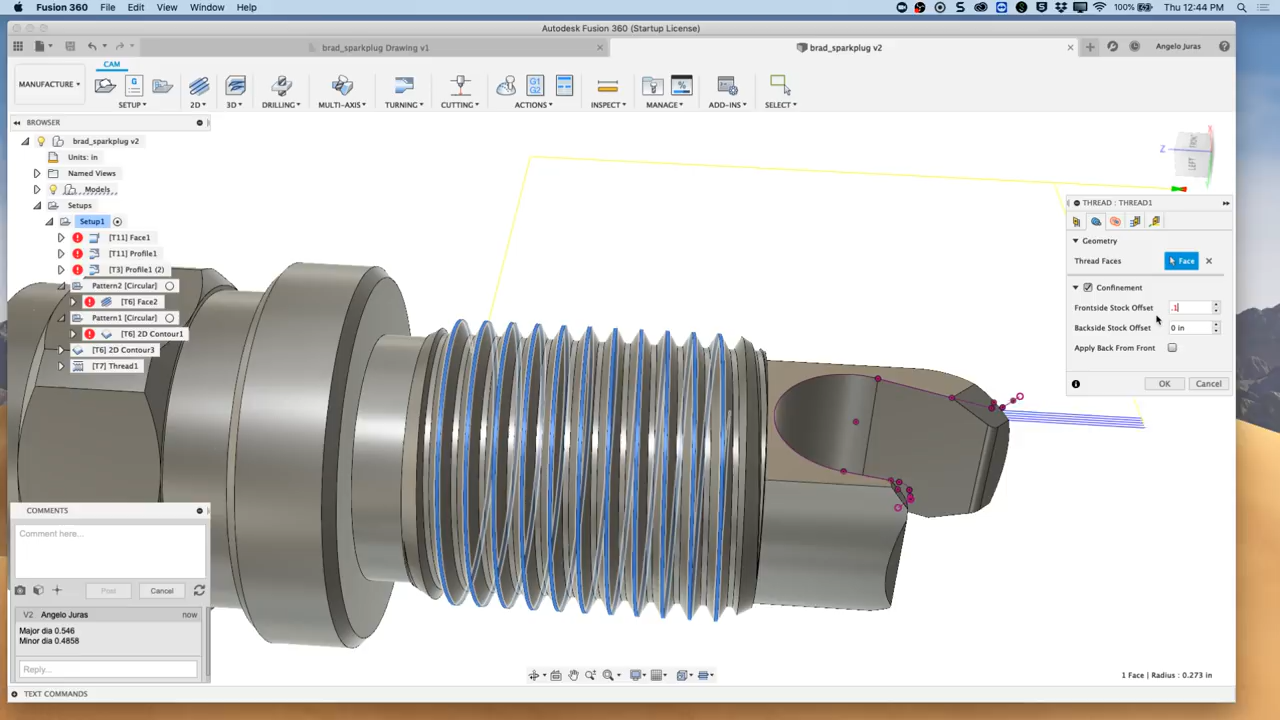 Fusion 360 File Edit View Window Help 100% Thu 12:44 PM
Autodesk Fusion 360 (Startup License)
brad_sparkplug Drawing v1 brad_sparkplug v2 Angelo Juras
CAM
MANUFACTURE
SETUP 2D 3D DRILLING MULTI-AXIS TURNING CUTTING ACTIONS INSPECT MANAGE ADD-INS SELECT
G1
G2
BROWSER
brad_sparkplug v2
Units: in
Named Views
Models
Setups
Setup1
[T11] Face1
[T11] Profile1
[T3] Profile1 (2)
Pattern2 [Circular]
[T6] Face2
Pattern1 [Circular]
[T6] 2D Contour1
[T6] 2D Contour3
[T7] Thread1
Z
LEFT
THREAD : THREAD1
Geometry
Thread Faces Face
Confinement
Frontside Stock Offset .1
Backside Stock Offset 0 in
Apply Back From Front
OK Cancel
COMMENTS
Comment here...
Post Cancel
V2 Angelo Juras now
Major dia 0.546
Minor dia 0.4858
Reply...
1 Face | Radius : 0.273 in
TEXT COMMANDS